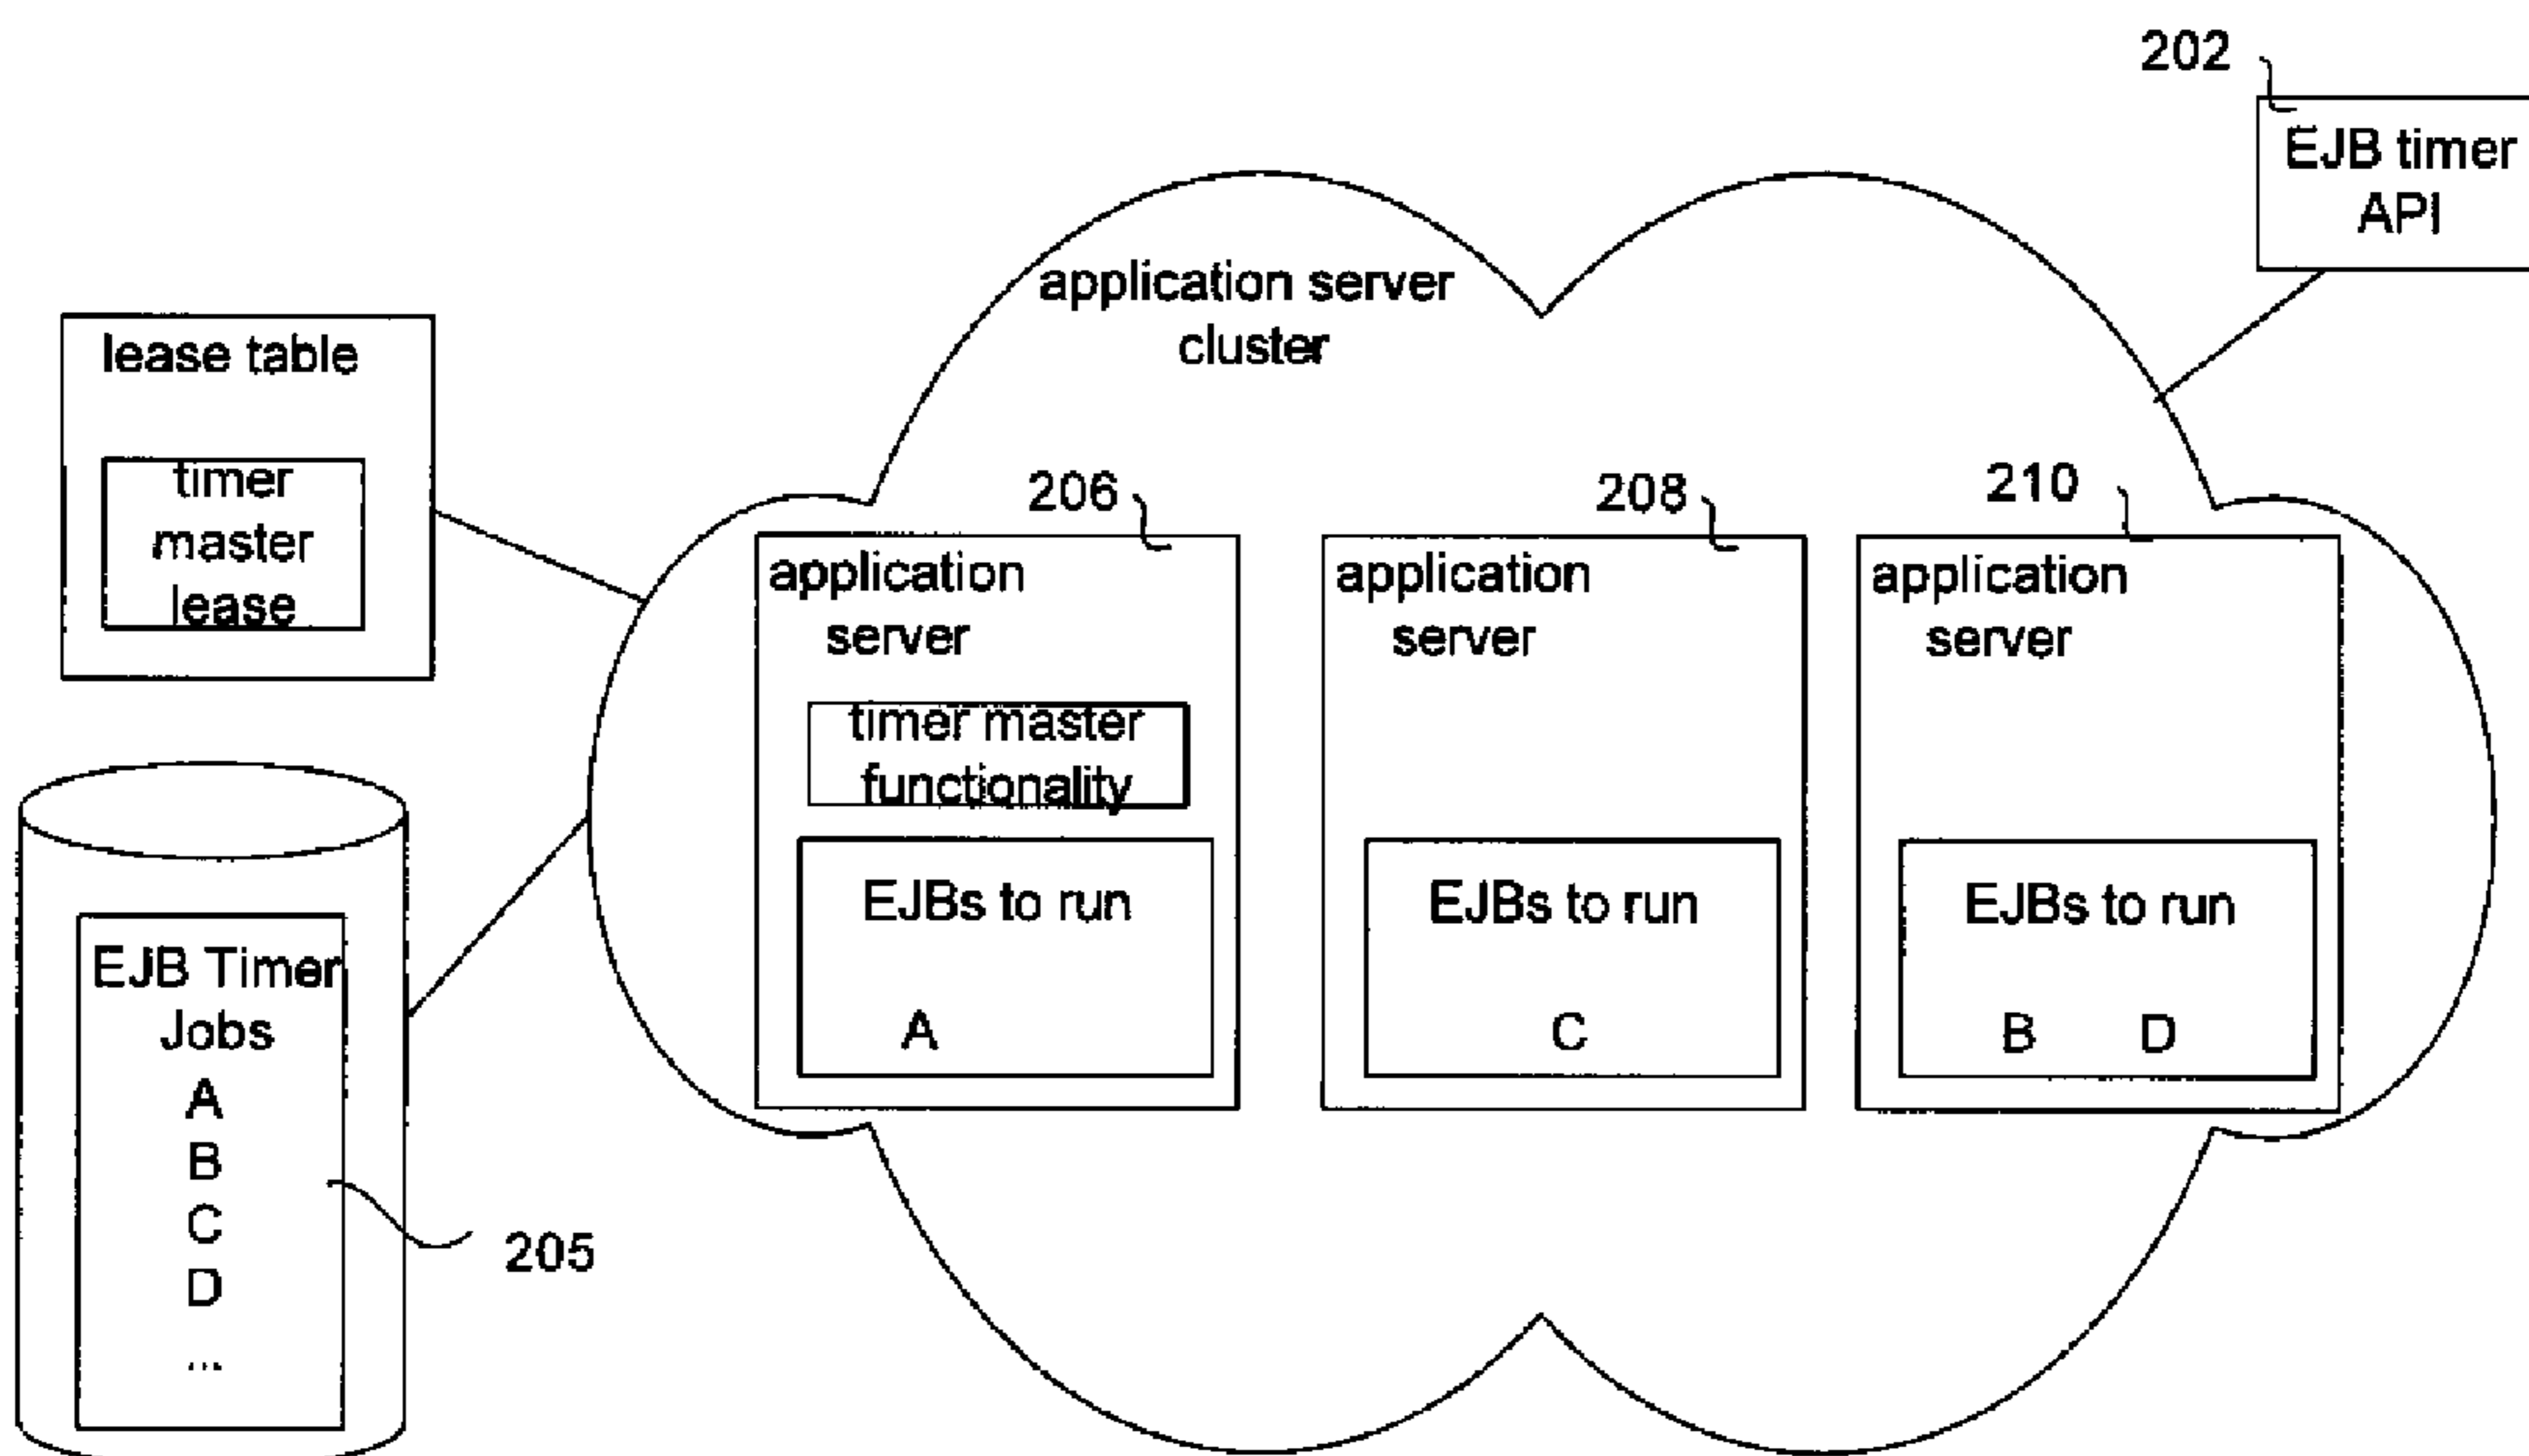 202
EJB timer
API
application server
cluster
lease table
timer
master
lease
206
208
210
application
server
timer master
functionality
EJBs to run
A
application
server
EJBs to run
C
application
server
EJBs to run
B D
EJB Timer
Jobs
A
B
C
D
...
205